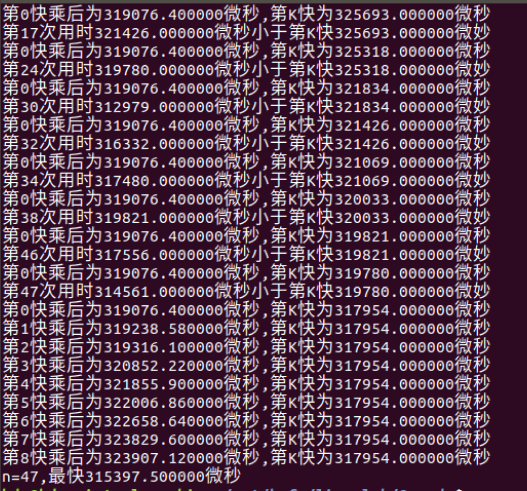 第0快乘后为319076.400000微秒,第K快为325693.000000微秒
第17次用时321426.000000微秒小于第K快325693.000000微妙
第0快乘后为319076.400000微秒,第K快为325318.000000微秒
第24次用时319780.000000微秒小于第K快325318.000000微妙
第0快乘后为319076.400000微秒,第K快为321834.000000微秒
第30次用时312979.000000微秒小于第K快321834.000000微妙
第0快乘后为319076.400000微秒,第K快为321426.000000微秒
第32次用时316332.000000微秒小于第K快321426.000000微妙
第0快乘后为319076.400000微秒,第K快为321069.000000微秒
第34次用时317480.000000微秒小于第K快321069.000000微妙
第0快乘后为319076.400000微秒,第K快为320033.000000微秒
第38次用时319821.000000微秒小于第K快320033.000000微妙
第0快乘后为319076.400000微秒,第K快为319821.000000微秒
第46次用时317556.000000微秒小于第K快319821.000000微妙
第0快乘后为319076.400000微秒,第K快为319780.000000微秒
第47次用时314561.000000微秒小于第K快319780.000000微妙
第0快乘后为319076.400000微秒,第K快为317954.000000微秒
第1快乘后为319238.580000微秒,第K快为317954.000000微秒
第2快乘后为319316.100000微秒,第K快为317954.000000微秒
第3快乘后为320852.220000微秒,第K快为317954.000000微秒
第4快乘后为321855.900000微秒,第K快为317954.000000微秒
第5快乘后为322006.860000微秒,第K快为317954.000000微秒
第6快乘后为322658.640000微秒,第K快为317954.000000微秒
第7快乘后为323829.600000微秒,第K快为317954.000000微秒
第8快乘后为323907.120000微秒,第K快为317954.000000微秒
n=47,最快315397.500000微秒